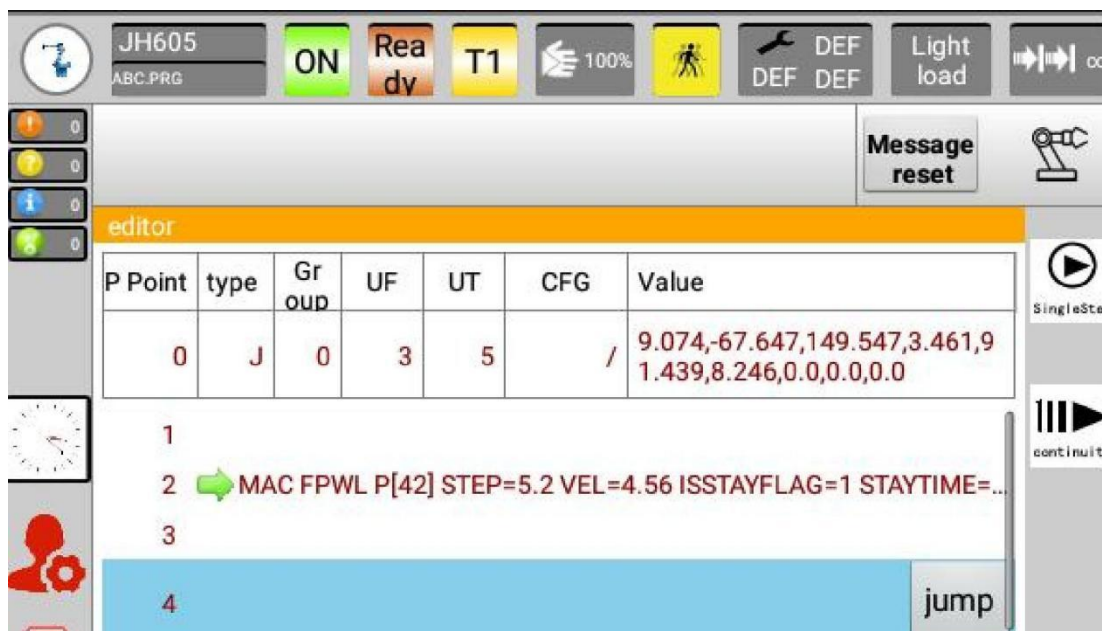 JH605
ABC.PRG
ON
Rea
dy
T1
100%
DEF
DEF DEF
Light
load
0
0
0
0
Message
reset
editor
P Point type Gr
oup UF UT CFG Value
0 J 0 3 5 / 9.074,-67.647,149.547,3.461,9
1.439,8.246,0.0,0.0,0.0
SingleSte
continuit
1
2 MAC FPWL P[42] STEP=5.2 VEL=4.56 ISSTAYFLAG=1 STAYTIME=...
3
4 jump